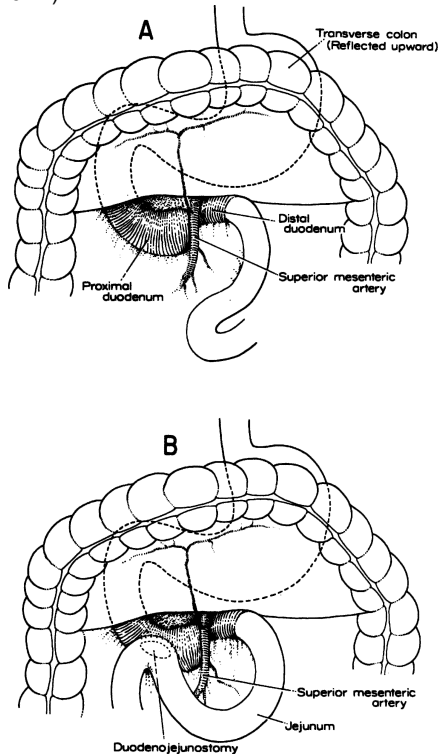 A
Transverse colon
(Reflected upward)
Distal
duodenum
Superior mesenteric
artery
Proximal
duodenum
B
Superior mesenteric
artery
Jejunum
Duodenojejunostomy